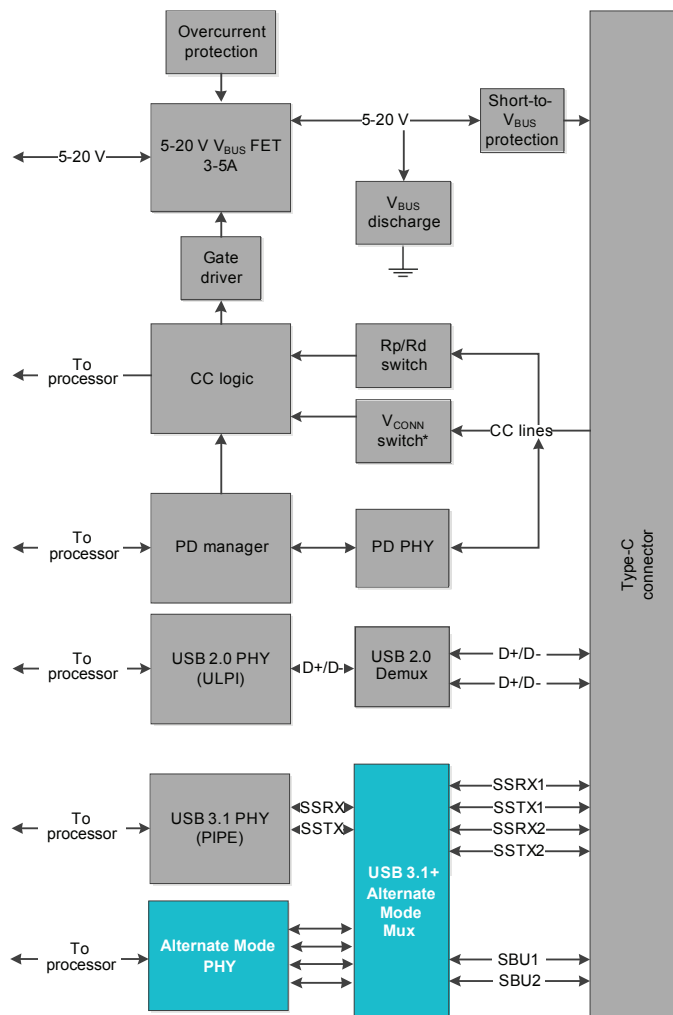 Overcurrent
protection
5-20 V
5-20 V VBUS FET
3-5A
5-20 V
Short-to-
VBUS
protection
VBUS
discharge
Gate
driver
To
processor
CC logic
Rp/Rd
switch
VCONN
switch*
CC lines
To
processor
PD manager
PD PHY
Type-C
connector
To
processor
USB 2.0 PHY
(ULPI)
D+/D-
USB 2.0
Demux
D+/D-
D+/D-
To
processor
USB 3.1 PHY
(PIPE)
SSRX
SSTX
USB 3.1+
Alternate
Mode
Mux
SSRX1
SSTX1
SSRX2
SSTX2
To
processor
Alternate Mode
PHY
SBU1
SBU2